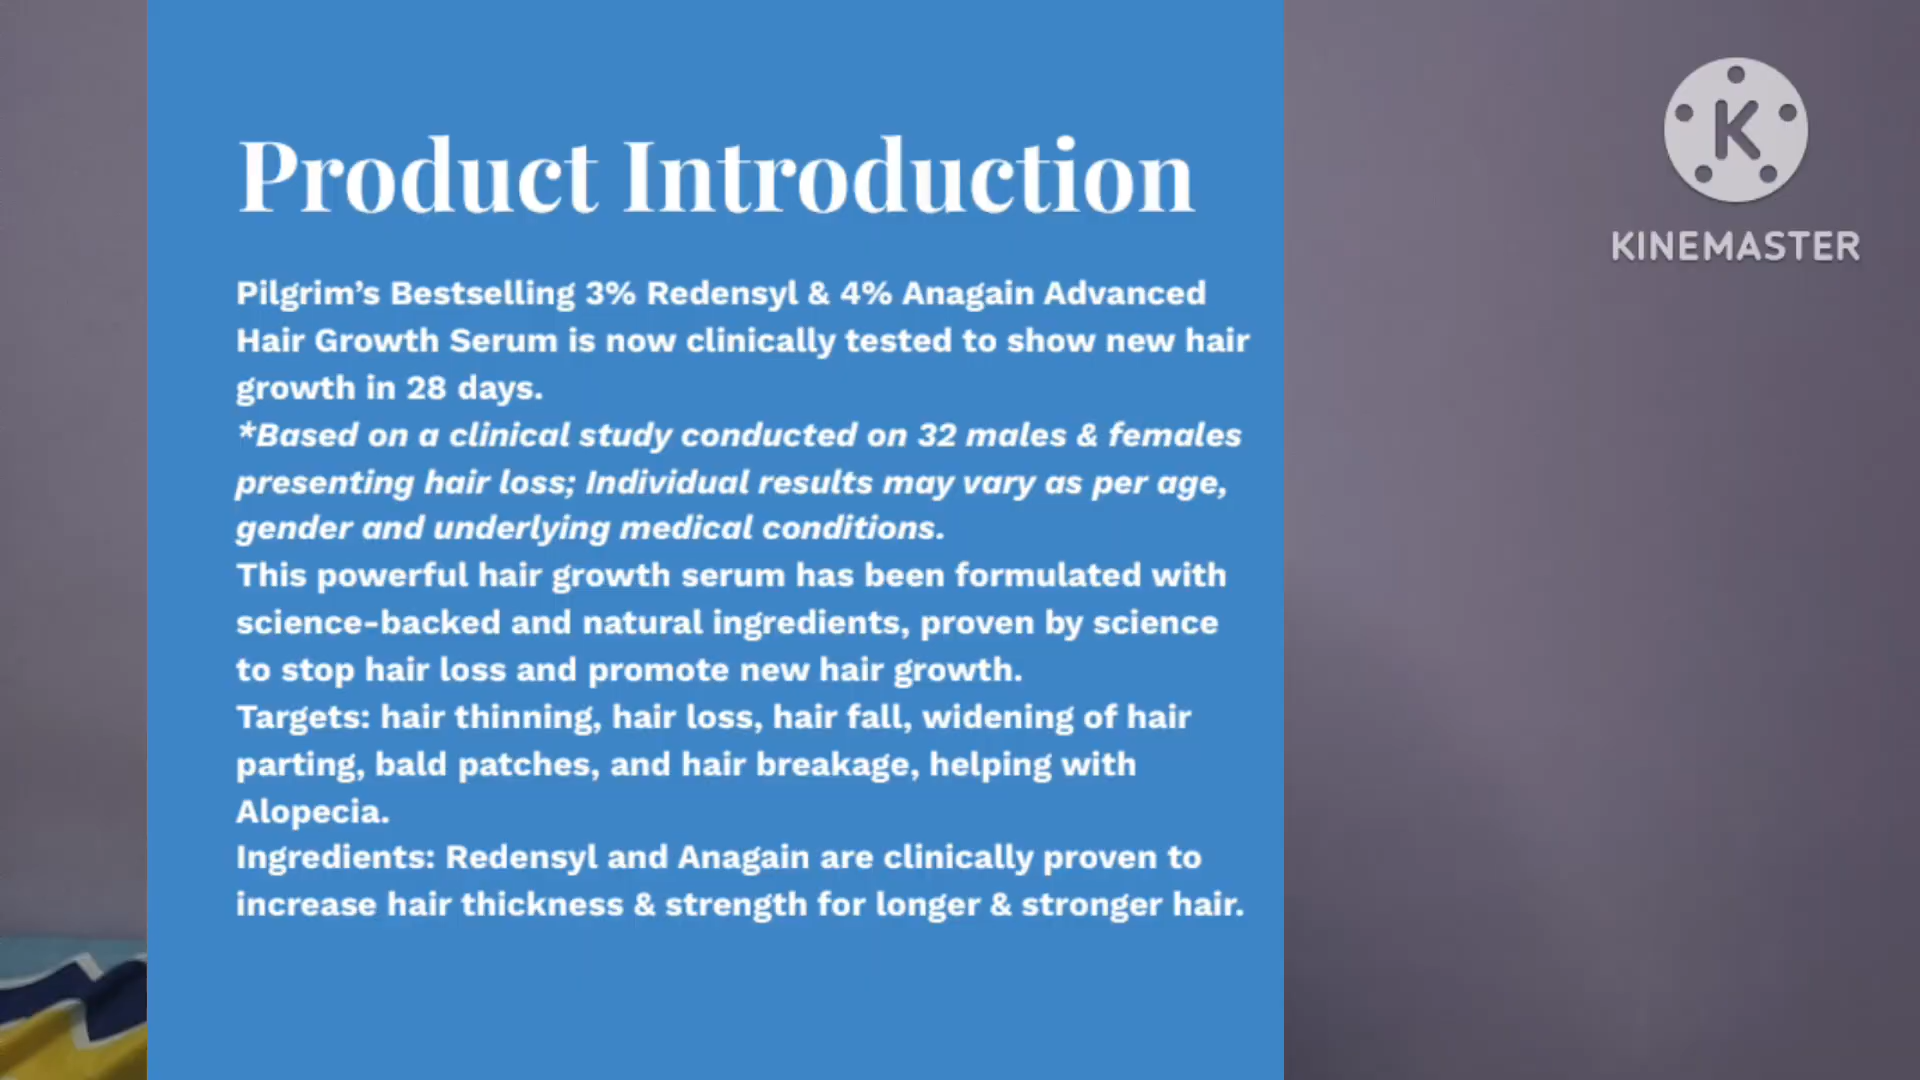 Product Introduction
Pilgrim's Bestselling 3% Redensyl & 4% Anagain Advanced
Hair Growth Serum is now clinically tested to show new hair
growth in 28 days.
*Based on a clinical study conducted on 32 males & females
presenting hair loss; Individual results may vary as per age,
gender and underlying medical conditions.
This powerful hair growth serum has been formulated with
science-backed and natural ingredients, proven by science
to stop hair loss and promote new hair growth.
Targets: hair thinning, hair loss, hair fall, widening of hair
parting, bald patches, and hair breakage, helping with
Alopecia.
Ingredients: Redensyl and Anagain are clinically proven to
increase hair thickness & strength for longer & stronger hair.
K
KINEMASTER